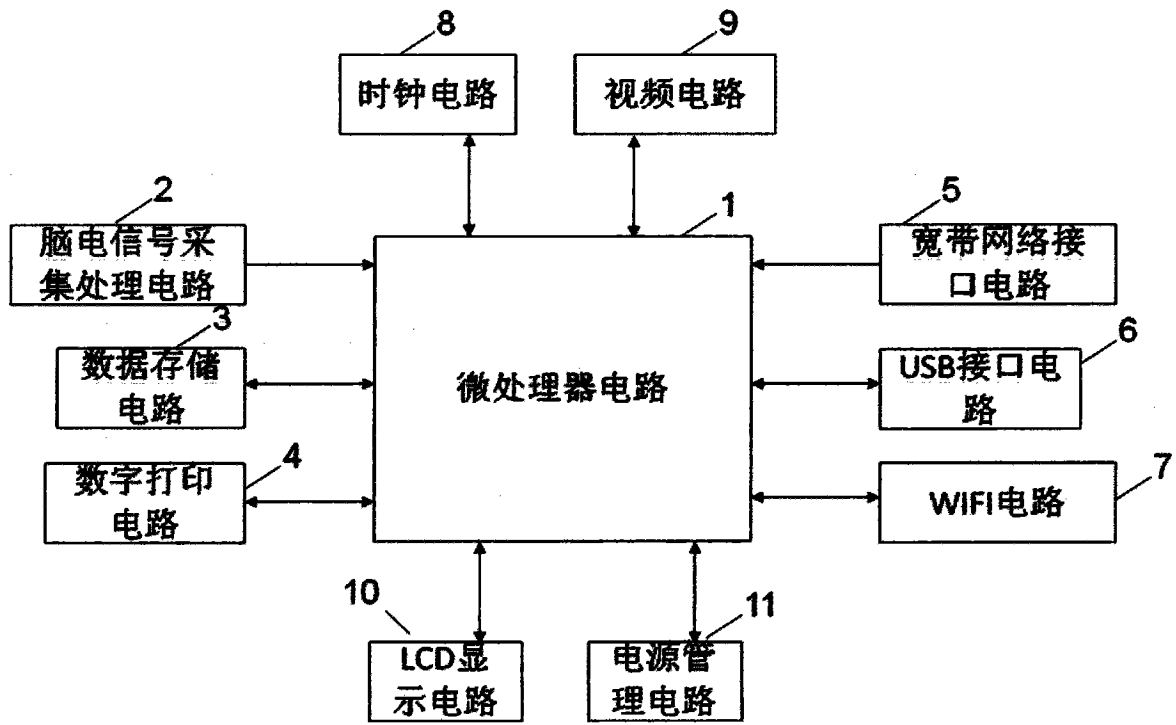 8
9
时钟电路
视频电路
2
1
5
脑电信号采
集处理电路
宽带网络接
口电路
3
6
数据存储
电路
微处理器电路
USB接口电
路
4
7
数字打印
电路
WIFI电路
10
11
LCD显
示电路
电源管
理电路